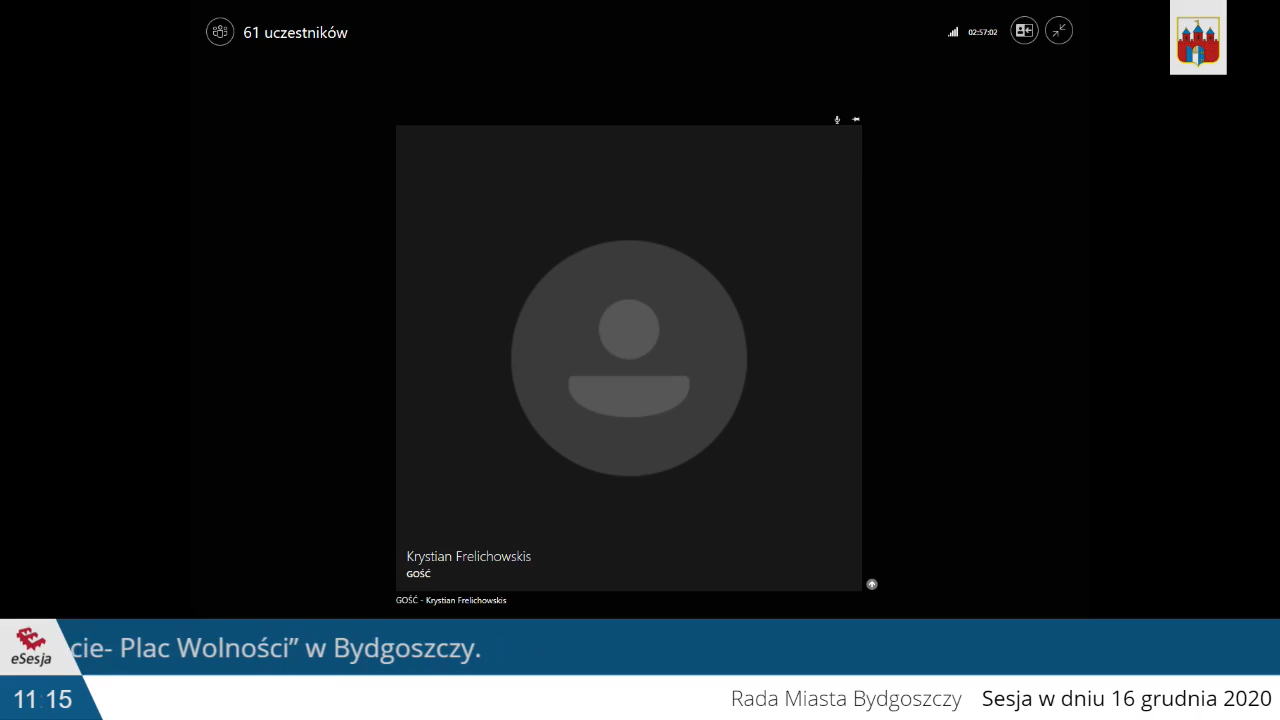 61 uczestników
02:57:02
Krystian Frelichowskis
GOŚĆ
GOŚĆ - Krystian Frelichowskis
eSesja
cie- Plac Wolności” w Bydgoszczy.
11:15
Rada Miasta Bydgoszczy Sesja w dniu 16 grudnia 2020